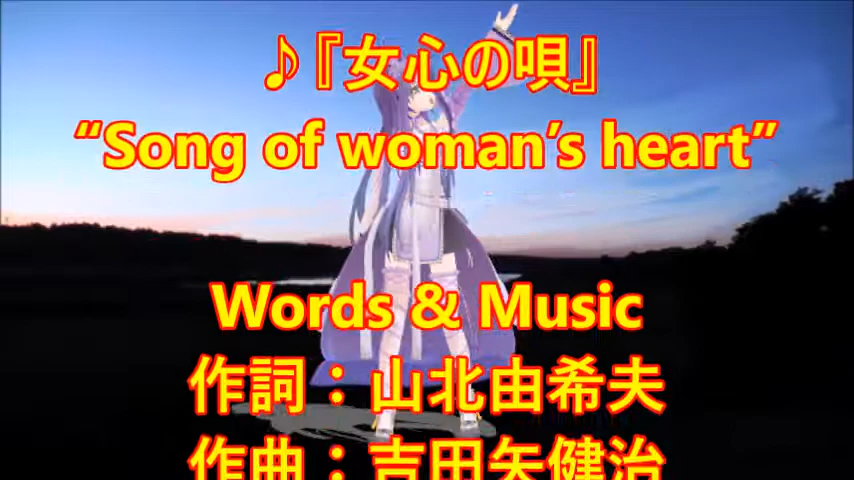 ♪『女心の唄』
“Song of woman’s heart”
Words & Music
作詞：山北由希夫
作曲：吉田矢健治